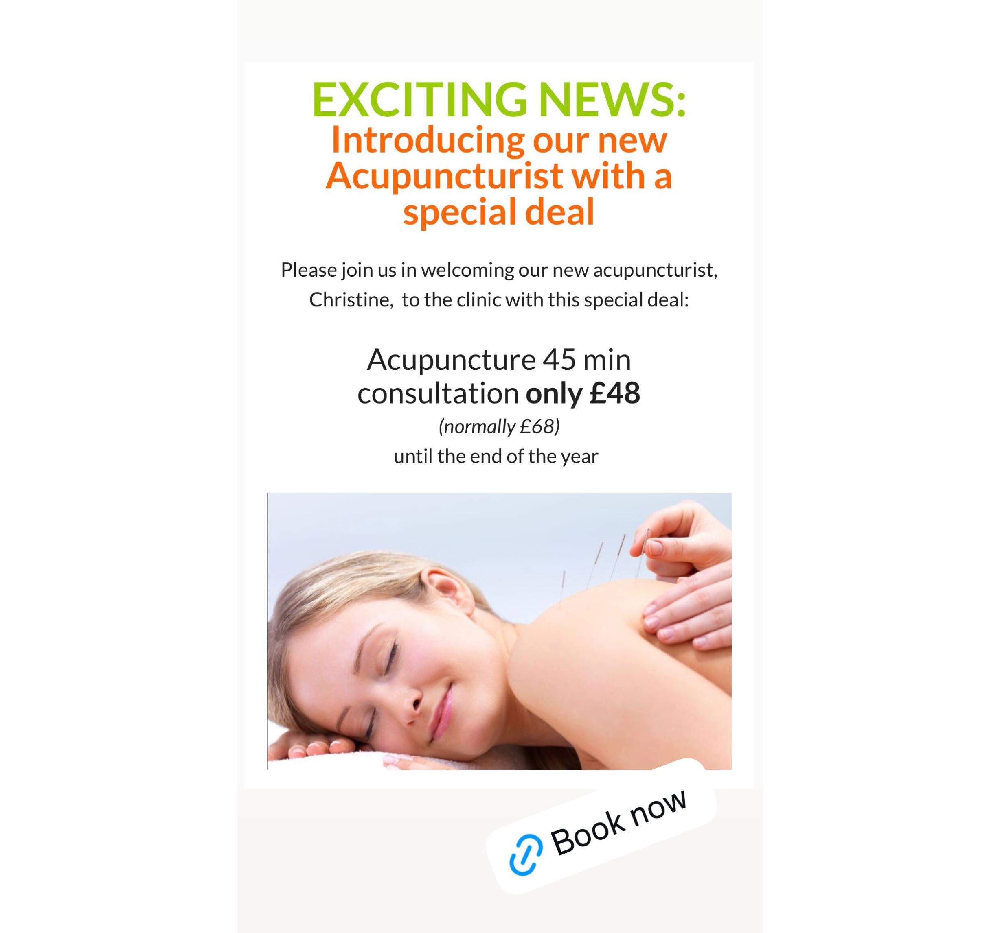 EXCITING NEWS:
Introducing our new
Acupuncturist with a
special deal
Please join us in welcoming our new acupuncturist,
Christine,  to the clinic with this special deal:
Acupuncture 45 min
consultation only £48
(normally £68)
until the end of the year
Book now